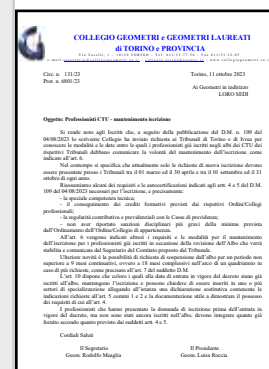 COLLEGIO GEOMETRI e GEOMETRI LAUREATI
di TORINO e PROVINCIA
Circ. n. 131/23
Torino, 11 ottobre 2023
Prot. n. 6801/23
Ai Geometri in indirizzo
LORO SEDI
Oggetto: Professionisti CTU - mantenimento iscrizione
Si rende noto agli Iscritti che, a seguito della pubblicazione del D.M. n. 109 del
04/08/2023 lo scrivente Collegio ha inviato richiesta ai Tribunali di Torino e di Ivrea per
conoscere le modalità e le date entro le quali i professionisti già iscritti negli albi dei CTU dei
rispettivi Tribunali debbano comunicare la volontà del mantenimento dell'iscrizione come
indicato all'art. 6.
Nel contempo si specifica che attualmente solo le richieste di nuova iscrizione devono
essere presentate presso i Tribunali tra il 01 marzo ed il 30 aprile e tra il 01 settembre ed il 31
ottobre di ogni anno.
Riassumiamo alcuni dei requisiti e le autocertificazioni indicati agli art. 4 e 5 del D.M.
109 del 04/08/2023 necessari per l'iscrizione, e precisamente:
- la speciale competenza tecnica;
- il conseguimento dei crediti formativi previsti dai rispettivi Ordini/Collegi
professionali;
- la regolarità contributiva e previdenziale con le Casse di previdenza;
- non aver riportato sanzioni disciplinari più gravi della minima prevista
dall'Ordinamento dell'Ordine/Collegio di appartenenza.
All'art. 6 vengono indicati altresì i requisiti e le modalità per il mantenimento
dell'iscrizione per i professionisti già iscritti in occasione della revisione dell'Albo che verrà
stabilita e comunicata dal Segretario del Comitato preposto del Tribunale.
Ulteriore novità è la possibilità di richiesta di sospensione dall'albo per un periodo non
superiore a 9 mesi continuativi, ovvero a 18 mesi complessivi nell'arco di un quadriennio in
caso di più richieste, come precisato all'art. 7 del suddetto D.M.
L'art. 10 dispone che coloro i quali alla data di entrata in vigore del decreto siano già
iscritti all'albo, mantengono l'iscrizione e possono chiedere di essere inseriti in uno o più
settori di specializzazione allegando all'istanza una dichiarazione sostitutiva contenente le
indicazioni richieste all'art. 5 commi 1 e 2 e la documentazione utile a dimostrare il possesso
dei requisiti di cui all'art. 4.
I professionisti che hanno presentato la domanda di iscrizione prima dell'entrata in
vigore del decreto, ma non sono stati ancora iscritti nell'albo, devono integrare quanto già
fornito secondo quanto previsto dai suddetti artt. 4 e 5.
Cordiali Saluti
Il Segretario
Il Presidente
Geom. Rodolfo Meaglia
Geom. Luisa Roccia